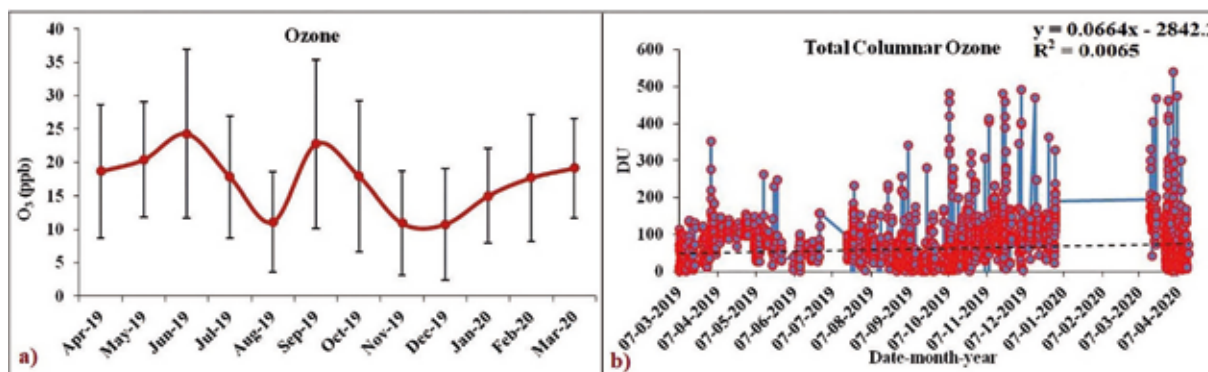 Ozone
O₃ (ppb)
40
35
30
25
20
15
10
5
0
Apr-19
May-19
Jun-19
Jul-19
Aug-19
Sep-19
Oct-19
Nov-19
Dec-19
Jan-20
Feb-20
Mar-20
a)
y = 0.0664x - 2842.
R² = 0.0065
Total Columnar Ozone
DU
600
500
400
300
200
100
0
07-03-2019
07-04-2019
07-05-2019
07-06-2019
07-07-2019
07-08-2019
07-09-2019
07-10-2019
07-11-2019
07-12-2019
07-01-2020
07-02-2020
07-03-2020
07-04-2020
Date-month-year
b)